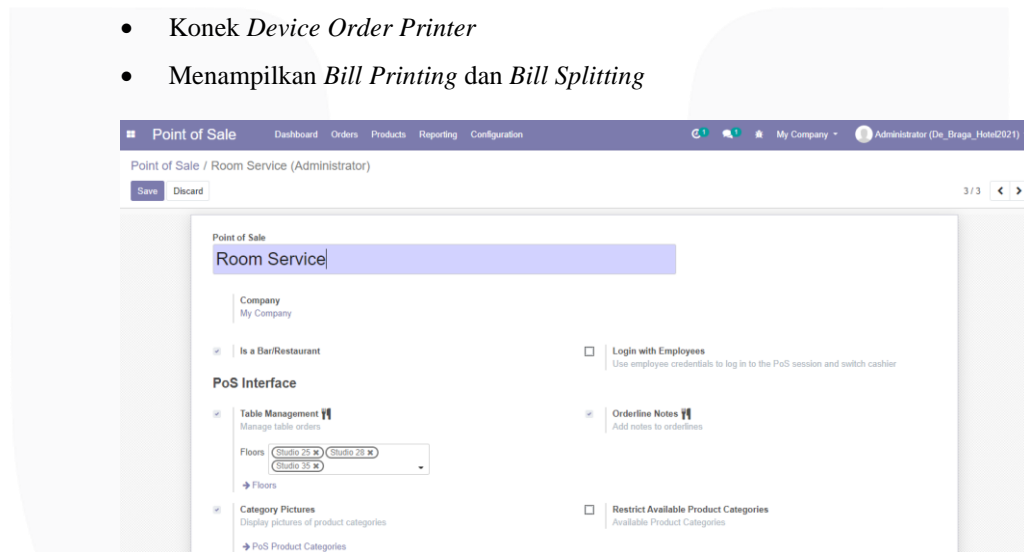 • Konek Device Order Printer
• Menampilkan Bill Printing dan Bill Splitting
Point of Sale Dashboard Orders Products Reporting Configuration 1 1 My Company Administrator (De_Braga_Hotel2021)
Point of Sale / Room Service (Administrator)
Save Discard 3 / 3
Point of Sale
Room Service
Company
My Company
Is a Bar/Restaurant
Login with Employees
Use employee credentials to log in to the PoS session and switch cashier
PoS Interface
Table Management
Manage table orders
Orderline Notes
Add notes to orderlines
Floors Studio 25 x Studio 28 x
Studio 35 x
Floors
Category Pictures
Display pictures of product categories
Restrict Available Product Categories
Available Product Categories
PoS Product Categories